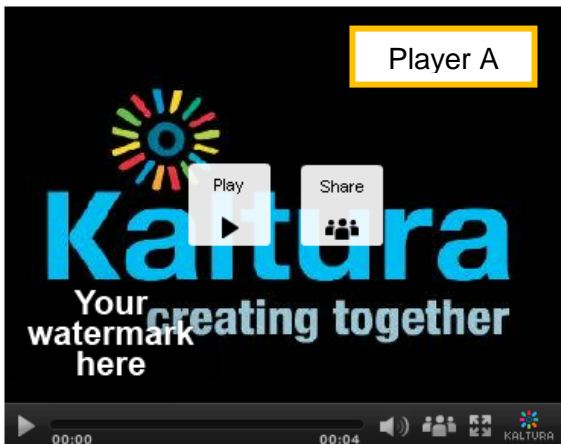 Player A
Play
Share
Kaltura
creating together
Your
watermark
here
00:00
00:04
KALTURA